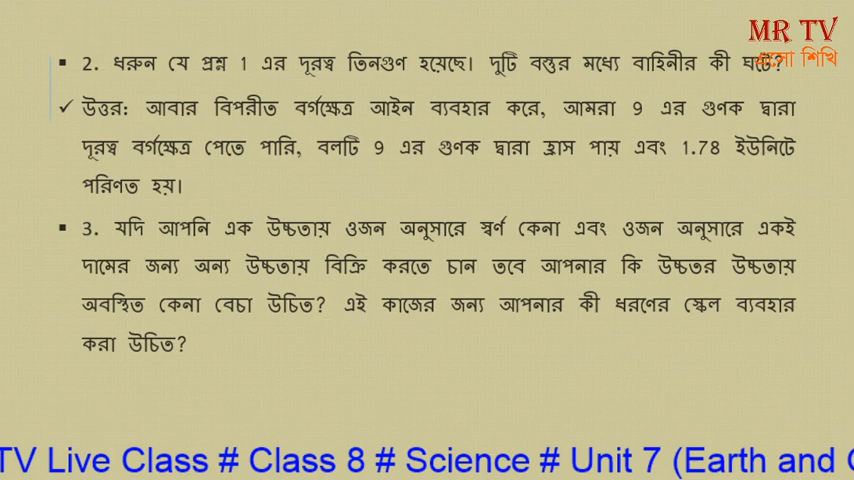 MR TV
এসো শিখি
▪ 2. ধরুন যে প্রশ্ন 1 এর দূরত্ব তিনগুণ হয়েছে। দুটি বস্তুর মধ্যে বাহিনীর কী ঘটে?
✓ উত্তর: আবার বিপরীত বর্গক্ষেত্র আইন ব্যবহার করে, আমরা 9 এর গুণক দ্বারা
দূরত্ব বর্গক্ষেত্র পেতে পারি, বলটি 9 এর গুণক দ্বারা হ্রাস পায় এবং 1.78 ইউনিটে
পরিণত হয়।
▪ 3. যদি আপনি এক উচ্চতায় ওজন অনুসারে স্বর্ণ কেনা এবং ওজন অনুসারে একই
দামের জন্য অন্য উচ্চতায় বিক্রি করতে চান তবে আপনার কি উচ্চতর উচ্চতায়
অবস্থিত কেনা বেচা উচিত? এই কাজের জন্য আপনার কী ধরণের স্কেল ব্যবহার
করা উচিত?
TV Live Class # Class 8 # Science # Unit 7 (Earth and